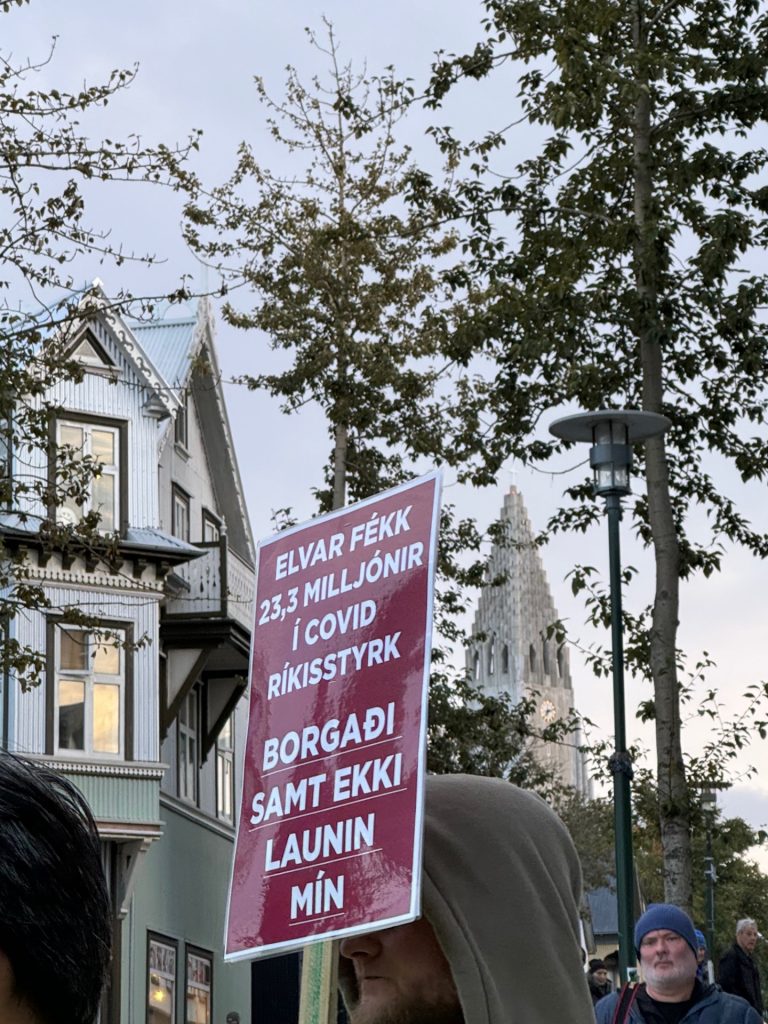 ELVAR FÉKK
23,3 MILLJÓNIR
Í COVID
RÍKISSTYRK
BORGAÐI
SAMT EKKI
LAUNIN
MÍN